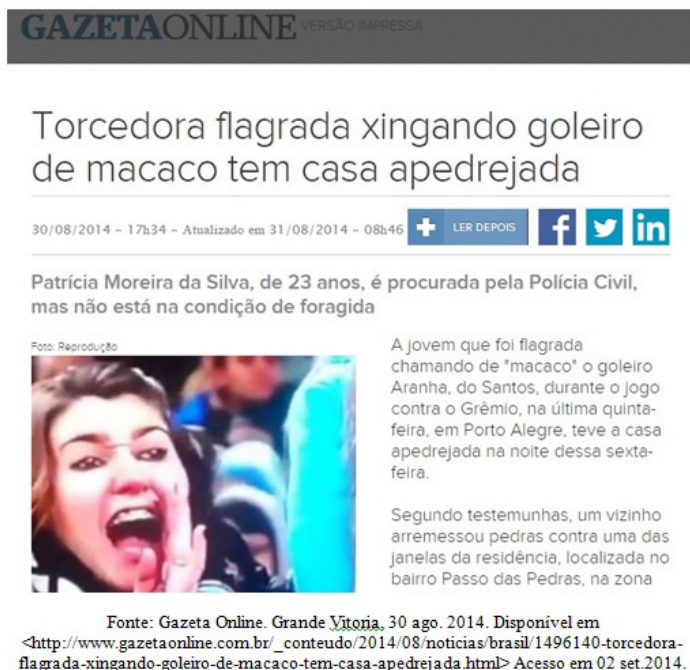 GAZETAONLINE VERSÃO IMPRESSA
Torcedora flagrada xingando goleiro
de macaco tem casa apedrejada
30/08/2014 - 17h34 - Atualizado em 31/08/2014 - 08h46 + LER DEPOIS f in
Patrícia Moreira da Silva, de 23 anos, é procurada pela Polícia Civil,
mas não está na condição de foragida
Foto: Reprodução
A jovem que foi flagrada
chamando de "macaco" o goleiro
Aranha, do Santos, durante o jogo
contra o Grêmio, na última quinta-
feira, em Porto Alegre, teve a casa
apedrejada na noite dessa sexta-
feira.
Segundo testemunhas, um vizinho
arremessou pedras contra uma das
janelas da residência, localizada no
bairro Passo das Pedras, na zona
Fonte: Gazeta Online. Grande Vitoria, 30 ago. 2014. Disponível em
<http://www.gazetaonline.com.br/_conteudo/2014/08/noticias/brasil/1496140-torcedora-
flagrada-xingando-goleiro-de-macaco-tem-casa-apedrejada.html> Acesso em 02 set.2014.